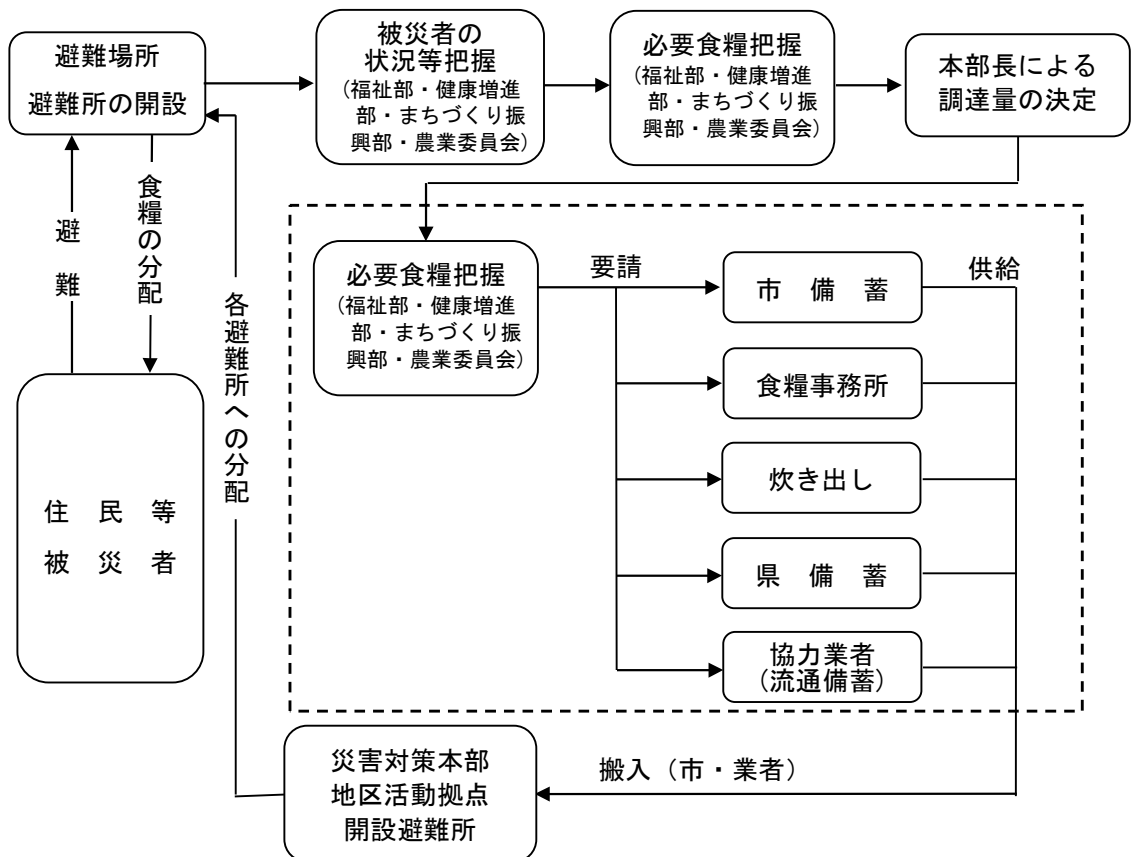 避難場所
避難所の開設
被災者の
状況等把握
(福祉部・健康増進
部・まちづくり振
興部・農業委員会)
必要食糧把握
(福祉部・健康増進
部・まちづくり振
興部・農業委員会)
本部長による
調達量の決定
避難
食糧の分配
各避難所への分配
住民等
被災者
必要食糧把握
(福祉部・健康増進
部・まちづくり振
興部・農業委員会)
要請
供給
市備蓄
食糧事務所
炊き出し
県備蓄
協力業者
(流通備蓄)
災害対策本部
地区活動拠点
開設避難所
搬入（市・業者）